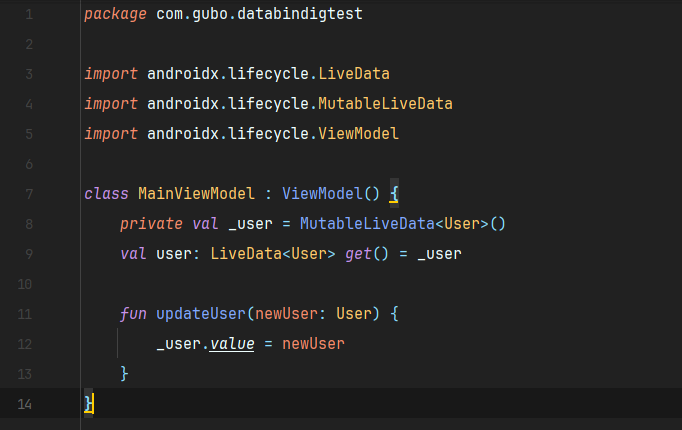 1 package com.gubo.databindigtest
2
3 import androidx.lifecycle.LiveData
4 import androidx.lifecycle.MutableLiveData
5 import androidx.lifecycle.ViewModel
6
7 class MainViewModel : ViewModel() {
8     private val _user = MutableLiveData<User>()
9     val user: LiveData<User> get() = _user
10
11     fun updateUser(newUser: User) {
12         _user.value = newUser
13     }
14 }